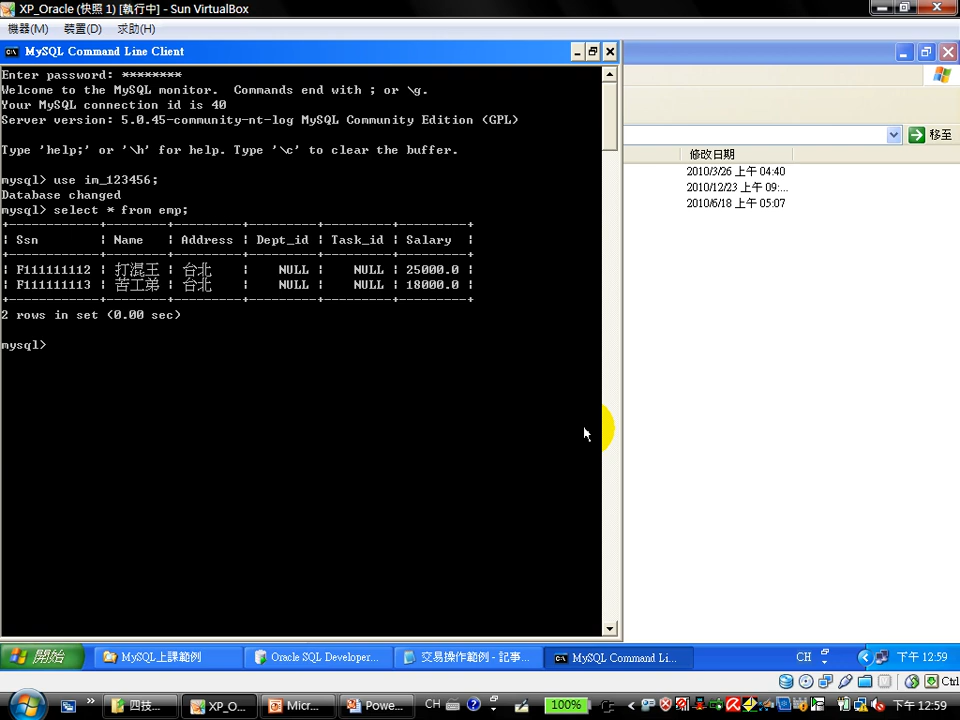 XP_Oracle (快照 1) [執行中] - Sun VirtualBox
機器(M) 裝置(D) 求助(H)
MySQL Command Line Client
Enter password: ********
Welcome to the MySQL monitor.  Commands end with ; or \g.
Your MySQL connection id is 40
Server version: 5.0.45-community-nt-log MySQL Community Edition (GPL)
Type 'help;' or '\h' for help. Type '\c' to clear the buffer.
mysql> use im_123456;
Database changed
mysql> select * from emp;
+------------+--------+---------+---------+---------+---------+
| Ssn | Name | Address | Dept_id | Task_id | Salary |
+------------+--------+---------+---------+---------+---------+
| F111111112 | 打混王 | 台北 | NULL | NULL | 25000.0 |
| F111111113 | 苦工弟 | 台北 | NULL | NULL | 18000.0 |
+------------+--------+---------+---------+---------+---------+
2 rows in set (0.00 sec)
mysql>
移至
修改日期
2010/3/26 上午 04:40
2010/12/23 上午 09:...
2010/6/18 上午 05:07
開始 MySQL上課範例 Oracle SQL Developer... 交易操作範例 - 記事... MySQL Command Li... CH 下午 12:59
Ctrl
四技... XP_O... Micr... Powe... CH 100% 下午 12:59